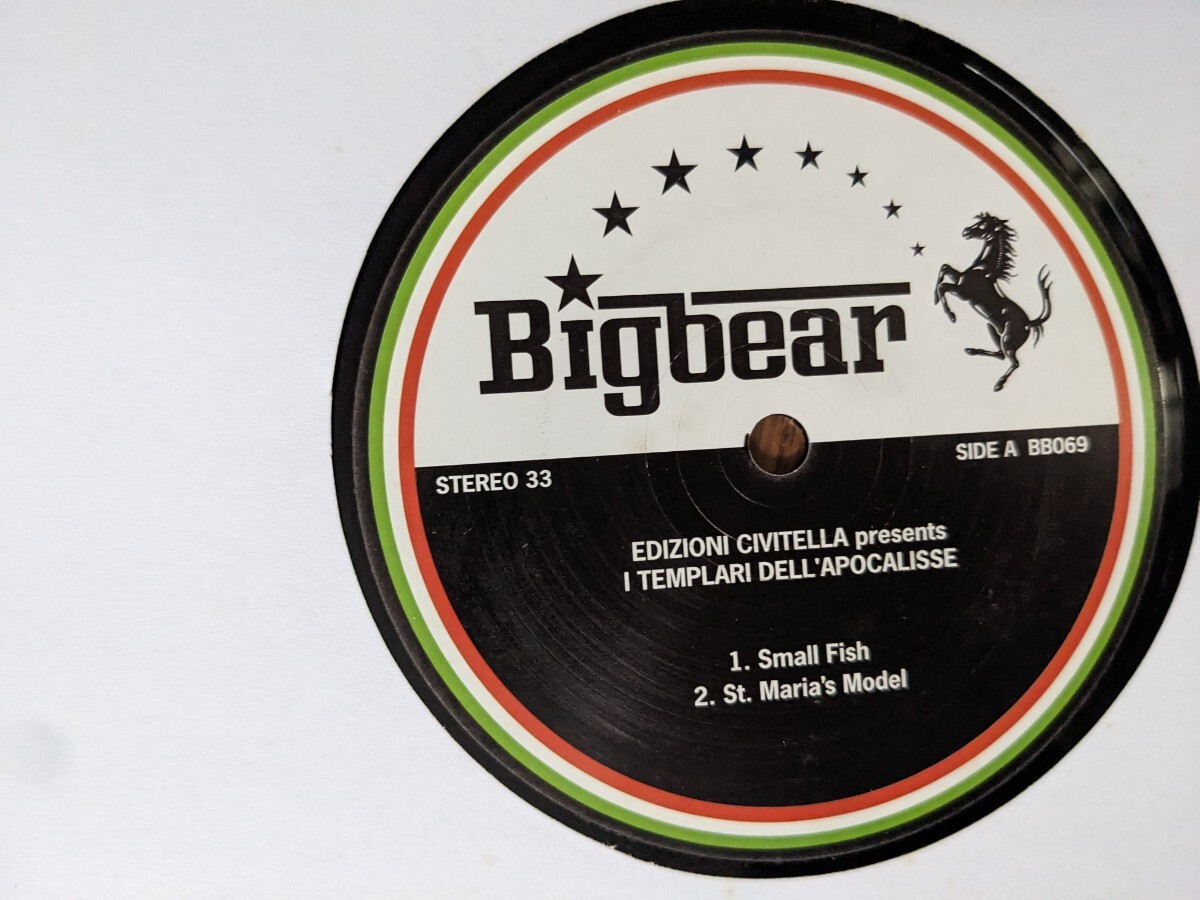 Bigbear
STEREO 33
SIDE A BB069
EDIZIONI CIVITELLA presents
I TEMPLARI DELL'APOCALISSE
1. Small Fish
2. St. Maria's Model